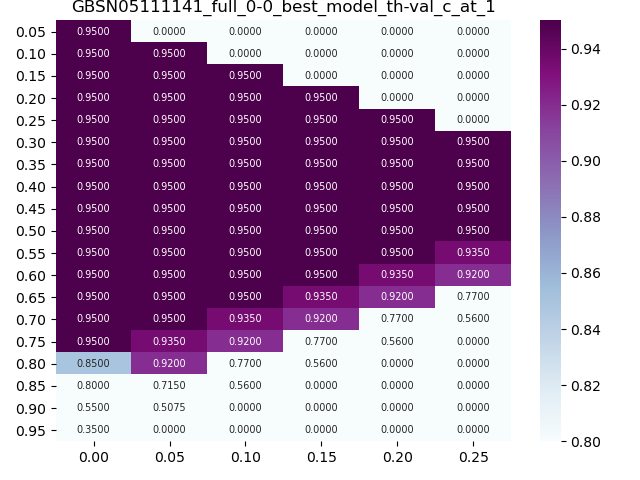 GBSN05111141_full_0-0_best_model_th-val_c_at_1
0.05 0.9500 0.0000 0.0000 0.0000 0.0000 0.0000
0.10 0.9500 0.9500 0.0000 0.0000 0.0000 0.0000
0.15 0.9500 0.9500 0.9500 0.0000 0.0000 0.0000
0.20 0.9500 0.9500 0.9500 0.9500 0.0000 0.0000
0.25 0.9500 0.9500 0.9500 0.9500 0.9500 0.0000
0.30 0.9500 0.9500 0.9500 0.9500 0.9500 0.9500
0.35 0.9500 0.9500 0.9500 0.9500 0.9500 0.9500
0.40 0.9500 0.9500 0.9500 0.9500 0.9500 0.9500
0.45 0.9500 0.9500 0.9500 0.9500 0.9500 0.9500
0.50 0.9500 0.9500 0.9500 0.9500 0.9500 0.9500
0.55 0.9500 0.9500 0.9500 0.9500 0.9500 0.9350
0.60 0.9500 0.9500 0.9500 0.9500 0.9350 0.9200
0.65 0.9500 0.9500 0.9500 0.9350 0.9200 0.7700
0.70 0.9500 0.9500 0.9350 0.9200 0.7700 0.5600
0.75 0.9500 0.9350 0.9200 0.7700 0.5600 0.0000
0.80 0.8500 0.9200 0.7700 0.5600 0.0000 0.0000
0.85 0.8000 0.7150 0.5600 0.0000 0.0000 0.0000
0.90 0.5500 0.5075 0.0000 0.0000 0.0000 0.0000
0.95 0.3500 0.0000 0.0000 0.0000 0.0000 0.0000
0.00 0.05 0.10 0.15 0.20 0.25
0.94
0.92
0.90
0.88
0.86
0.84
0.82
0.80